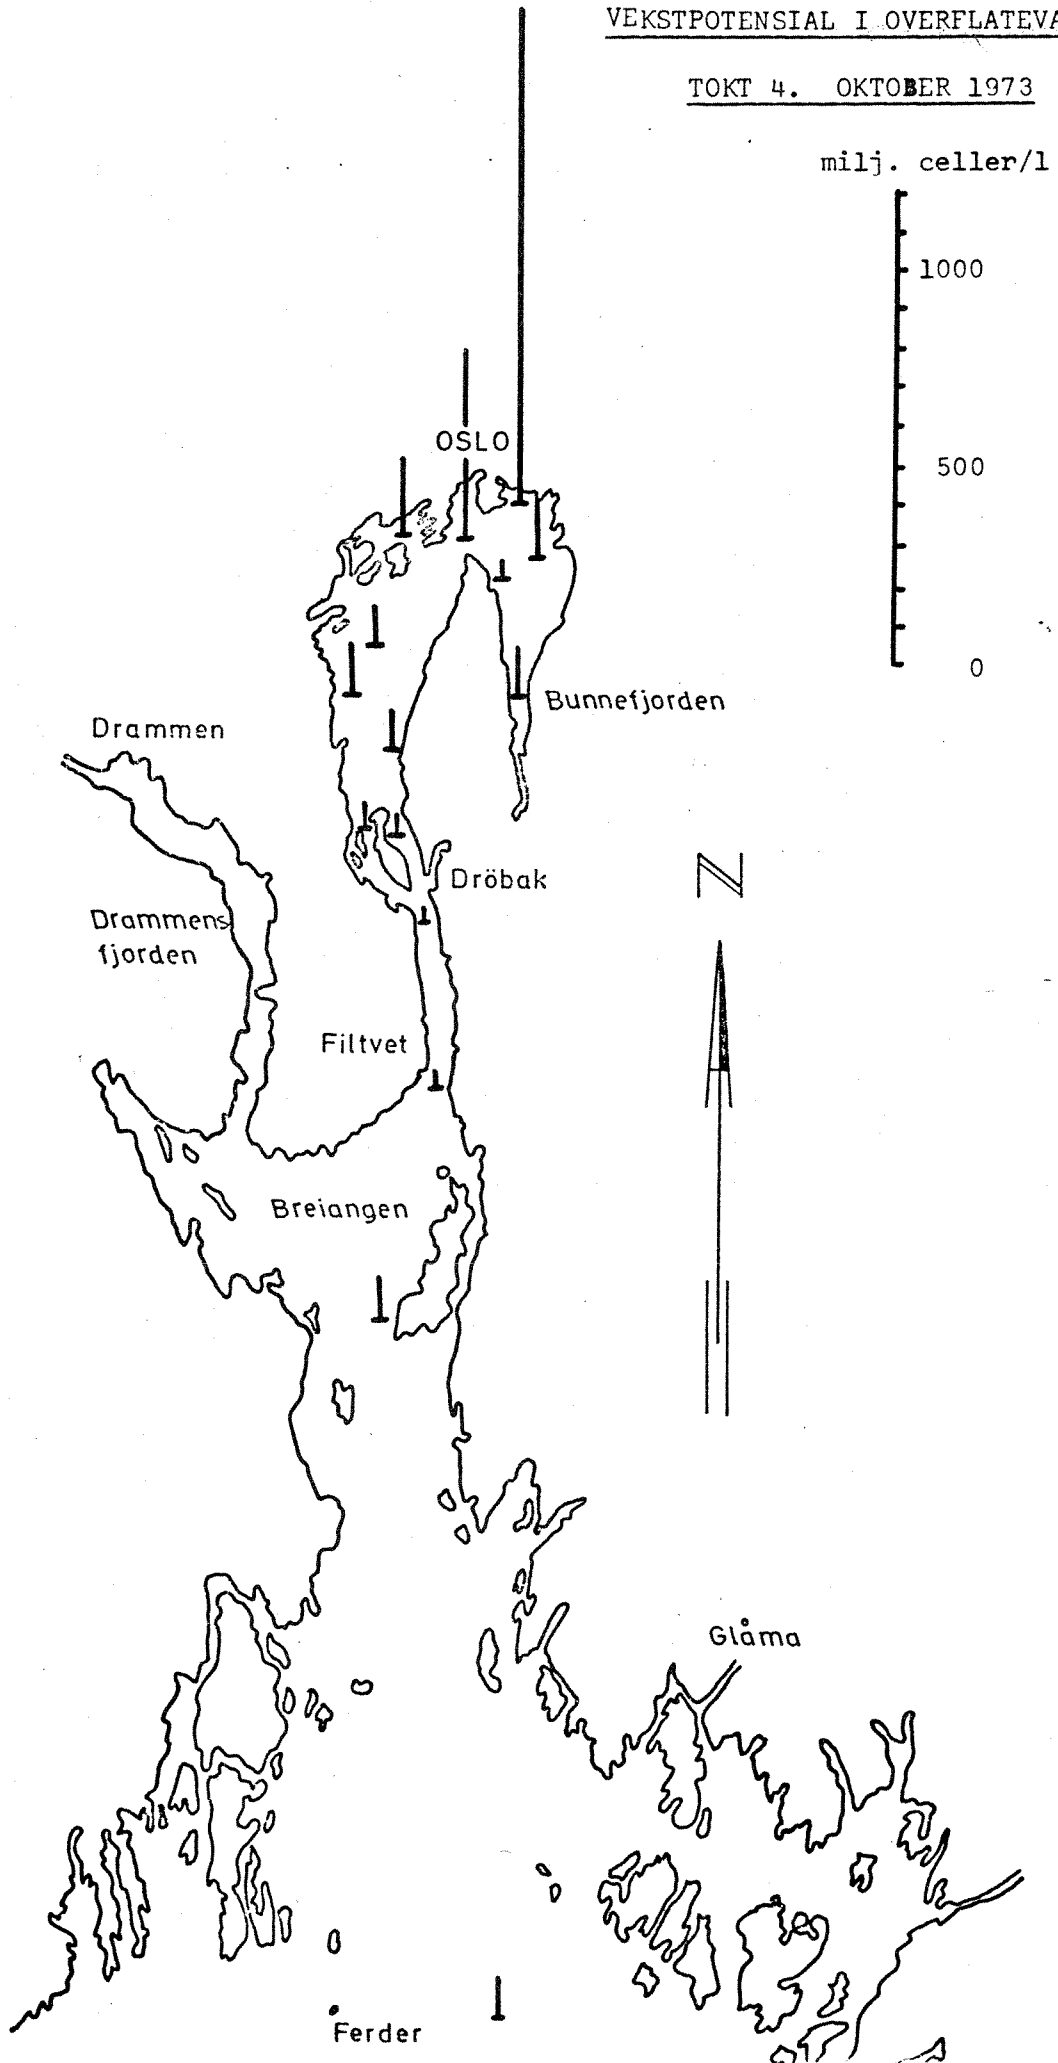 VEKSTPOTENSIAL I OVERFLATEVA
TOKT 4. OKTOBER 1973
milj. celler/l
1000
500
0
OSLO
Bunnefjorden
Drammen
Dröbak
N
Drammens
fjorden
Filtvet
Breiangen
Glåma
Ferder